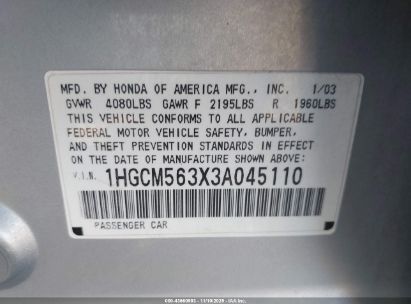 MFD. BY HONDA OF AMERICA MFG., INC. 1/03
GVWR 4080LBS GAWR F 2195LBS R 1960LBS
THIS VEHICLE CONFORMS TO ALL APPLICABLE
FEDERAL MOTOR VEHICLE SAFETY, BUMPER,
AND THEFT PREVENTION STANDARDS IN EFFECT
ON THE DATE OF MANUFACTURE SHOWN ABOVE:
V.I.N. 1HGCM563X3A045110
PASSENGER CAR